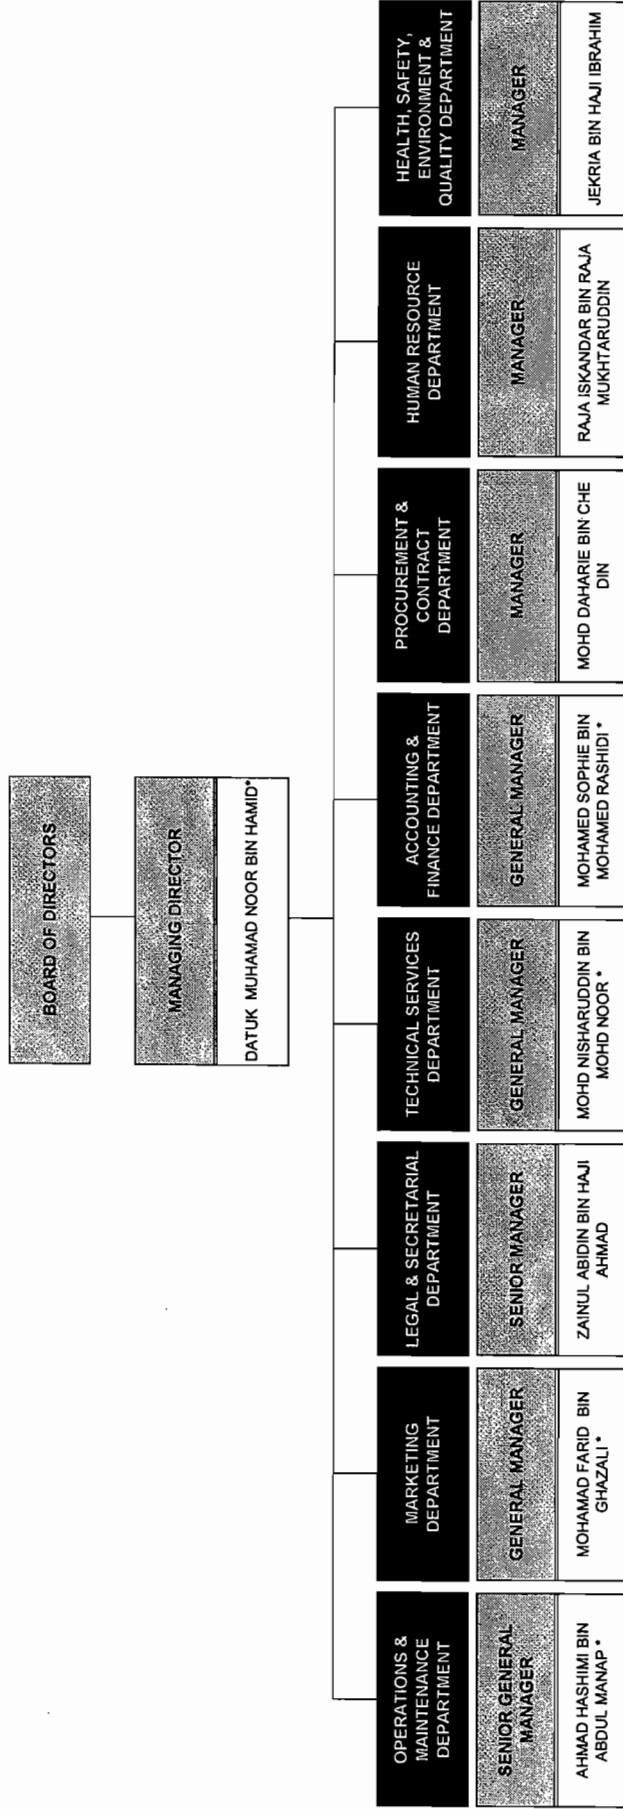 BOARD OF DIRECTORS
MANAGING DIRECTOR
DATUK MUHAMAD NOOR BIN HAMID*
OPERATIONS &
MAINTENANCE
DEPARTMENT
SENIOR GENERAL
MANAGER
AHMAD HASHIMI BIN
ABDUL MANAP *
MARKETING
DEPARTMENT
GENERAL MANAGER
MOHAMAD FARID BIN
GHAZALI *
LEGAL & SECRETARIAL
DEPARTMENT
SENIOR MANAGER
ZAINUL ABIDIN BIN HAJI
AHMAD
TECHNICAL SERVICES
DEPARTMENT
GENERAL MANAGER
MOHD NISHARUDDIN BIN
MOHD NOOR *
ACCOUNTING &
FINANCE DEPARTMENT
GENERAL MANAGER
MOHAMED SOPHIE BIN
MOHAMED RASHIDI *
PROCUREMENT &
CONTRACT
DEPARTMENT
MANAGER
MOHD DAHARIE BIN CHE
DIN
HUMAN RESOURCE
DEPARTMENT
MANAGER
RAJA ISKANDAR BIN RAJA
MUKHTARUDDIN
HEALTH, SAFETY,
ENVIRONMENT &
QUALITY DEPARTMENT
MANAGER
JEKRIA BIN HAJI IBRAHIM